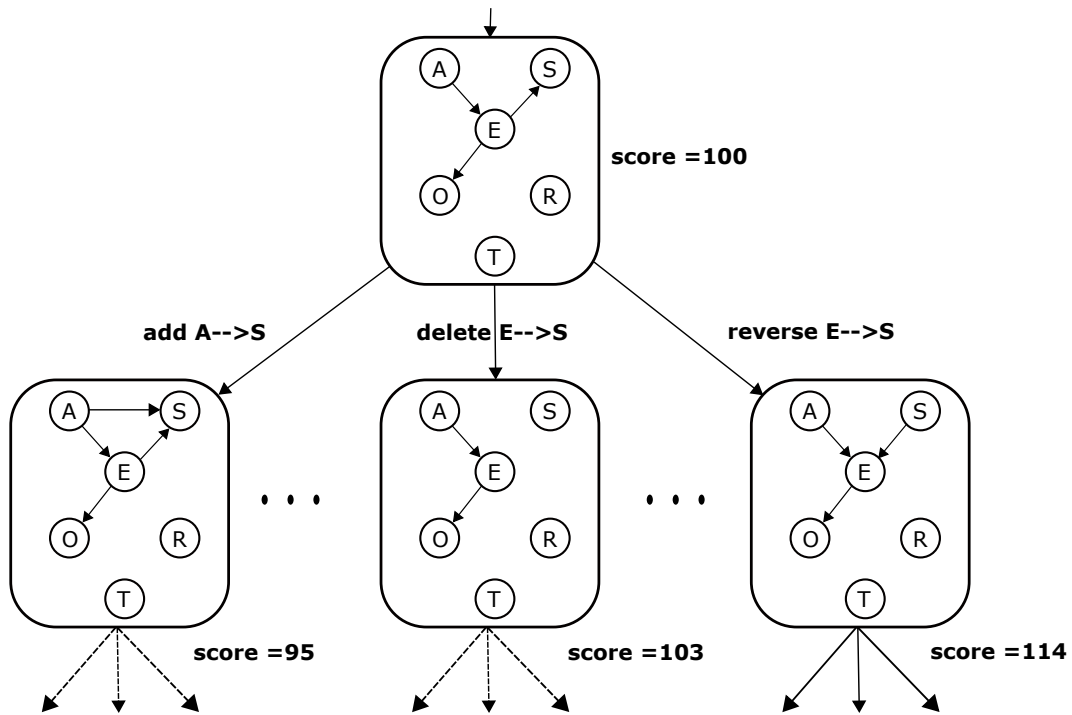 A S
E
score =100
O R
T
add A-->S delete E-->S reverse E-->S
A S A S A S
E E E
O R O R O R
T T T
score =95 score =103 score =114